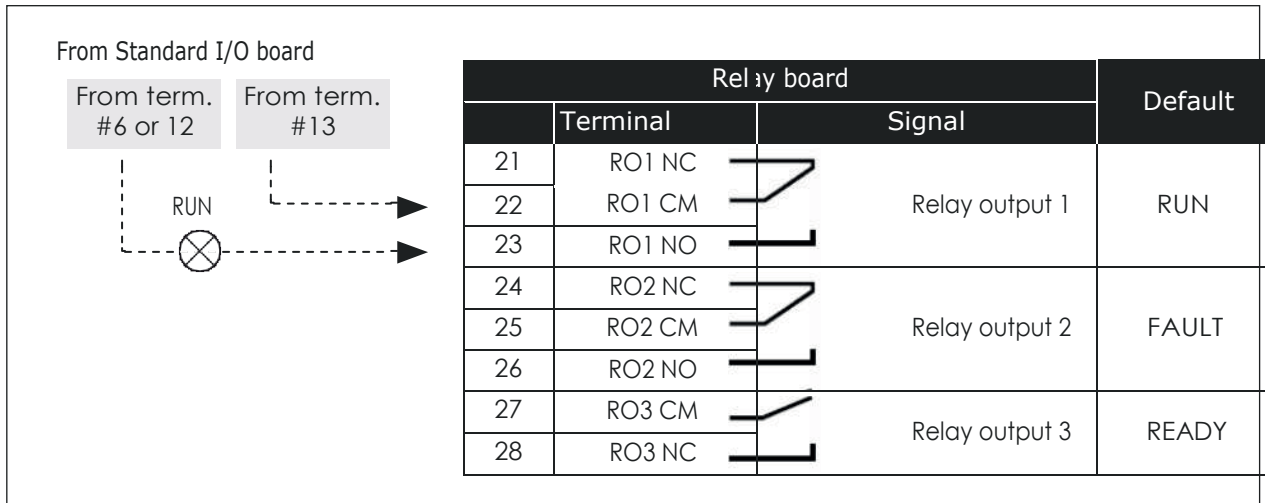 From Standard I/O board
From term.
#6 or 12
From term.
#13
RUN
Relay board
Default
Terminal
Signal
21
RO1 NC
22
RO1 CM
Relay output 1
RUN
23
RO1 NO
24
RO2 NC
25
RO2 CM
Relay output 2
FAULT
26
RO2 NO
27
RO3 CM
Relay output 3
READY
28
RO3 NC